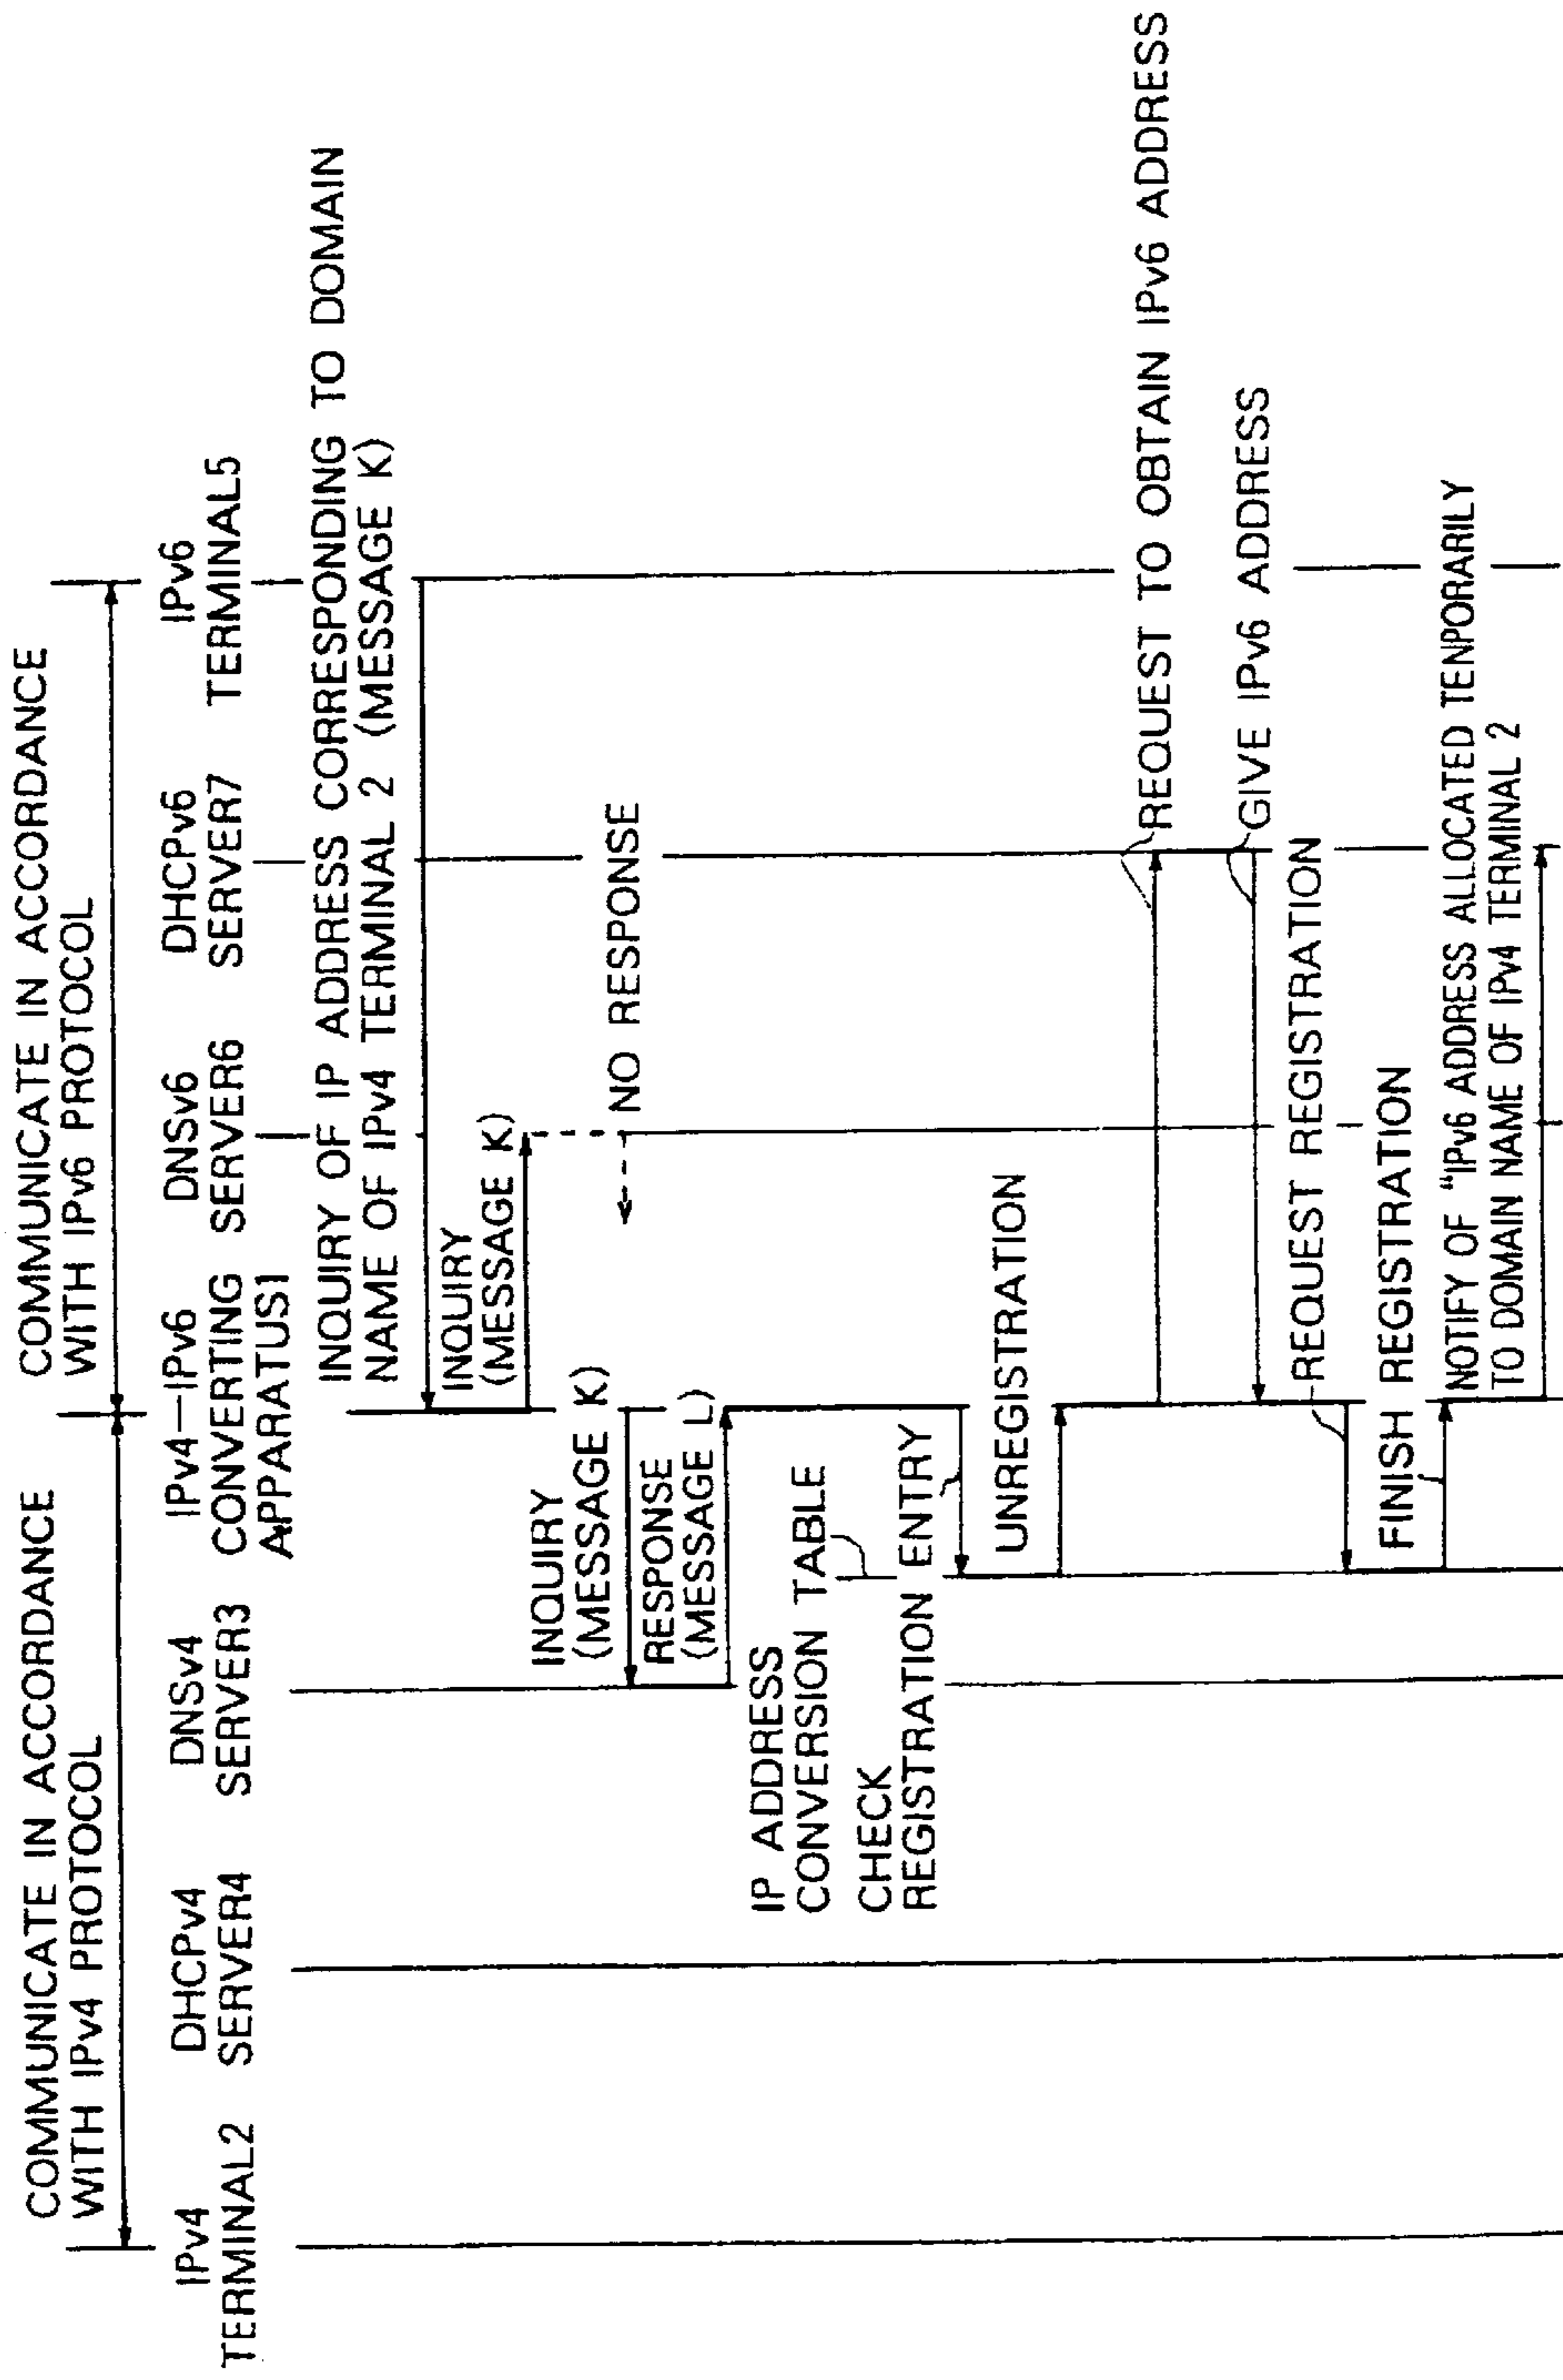 COMMUNICATE IN ACCORDANCE
WITH IPv4 PROTOCOL
COMMUNICATE IN ACCORDANCE
WITH IPv6 PROTOCOL
IPv4
TERMINAL2
DHCPv4
SERVER4
DNSv4
SERVER3
IPv4—IPv6
CONVERTING
APPARATUS1
DNSv6
SERVER6
DHCPv6
SERVER7
IPv6
TERMINAL5
INQUIRY OF IP ADDRESS CORRESPONDING TO DOMAIN
NAME OF IPv4 TERMINAL 2 (MESSAGE K)
INQUIRY
(MESSAGE K)
NO RESPONSE
INQUIRY
(MESSAGE K)
RESPONSE
(MESSAGE L)
IP ADDRESS
CONVERSION TABLE
CHECK
REGISTRATION ENTRY
UNREGISTRATION
REQUEST TO OBTAIN IPv6 ADDRESS
GIVE IPv6 ADDRESS
REQUEST REGISTRATION
FINISH REGISTRATION
NOTIFY OF "IPv6 ADDRESS ALLOCATED TENPORARILY
TO DOMAIN NAME OF IPv4 TERMINAL 2